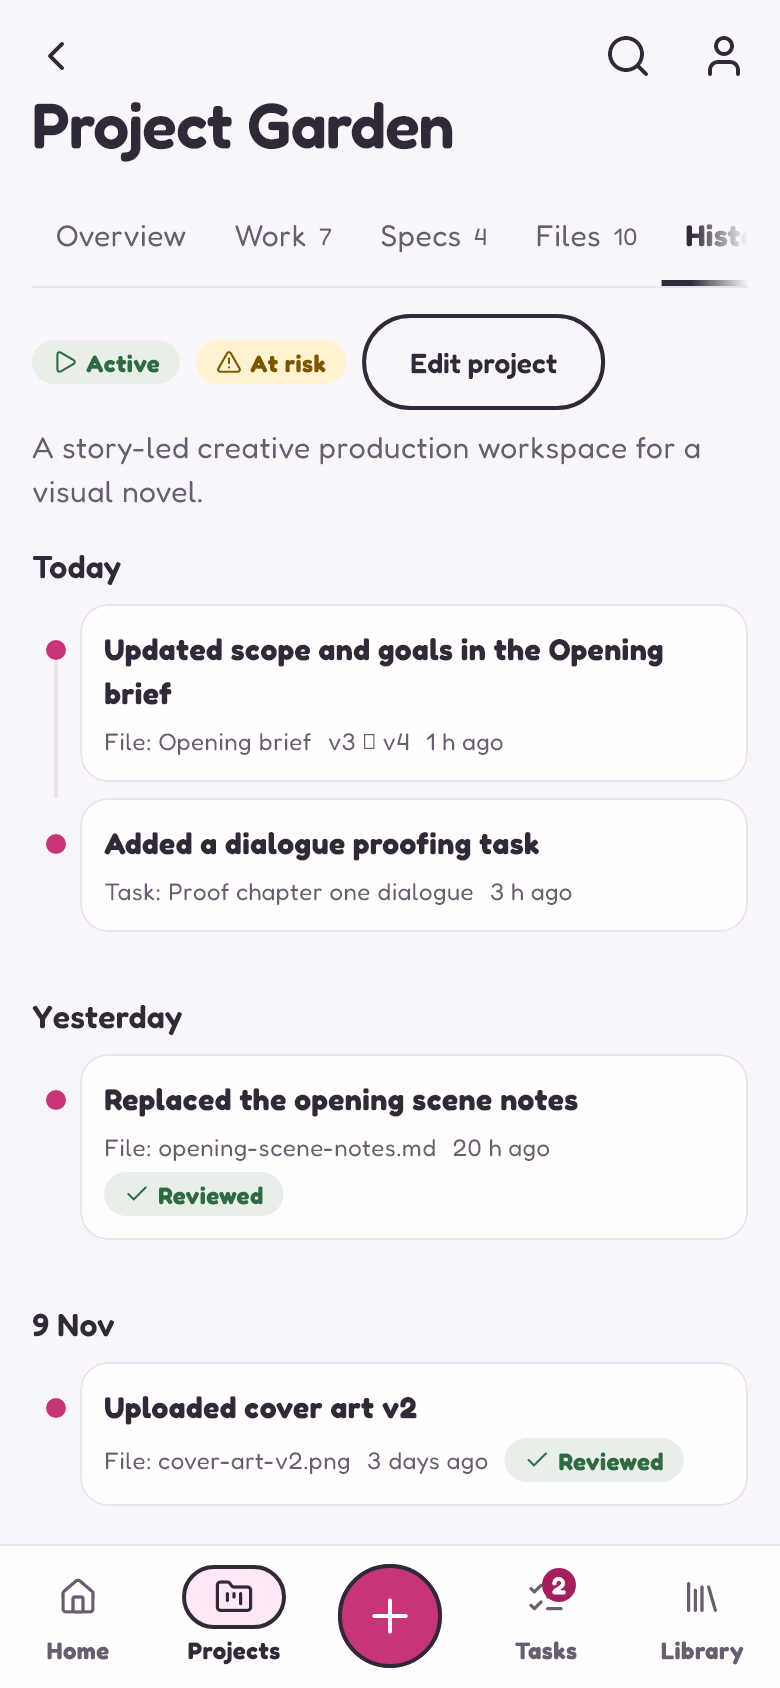 Project Garden
Overview Work 7 Specs 4 Files 10 Histo
Active At risk Edit project
A story-led creative production workspace for a
visual novel.
Today
Updated scope and goals in the Opening
brief
File: Opening brief v3 ▯ v4 1 h ago
Added a dialogue proofing task
Task: Proof chapter one dialogue 3 h ago
Yesterday
Replaced the opening scene notes
File: opening-scene-notes.md 20 h ago
Reviewed
9 Nov
Uploaded cover art v2
File: cover-art-v2.png 3 days ago Reviewed
2
Home Projects Tasks Library